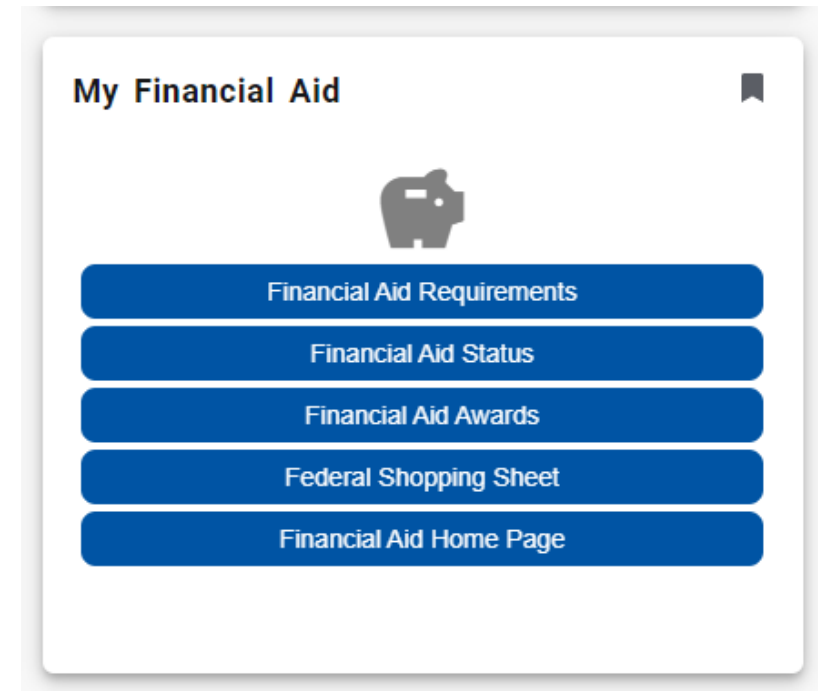 My Financial Aid
Financial Aid Requirements
Financial Aid Status
Financial Aid Awards
Federal Shopping Sheet
Financial Aid Home Page